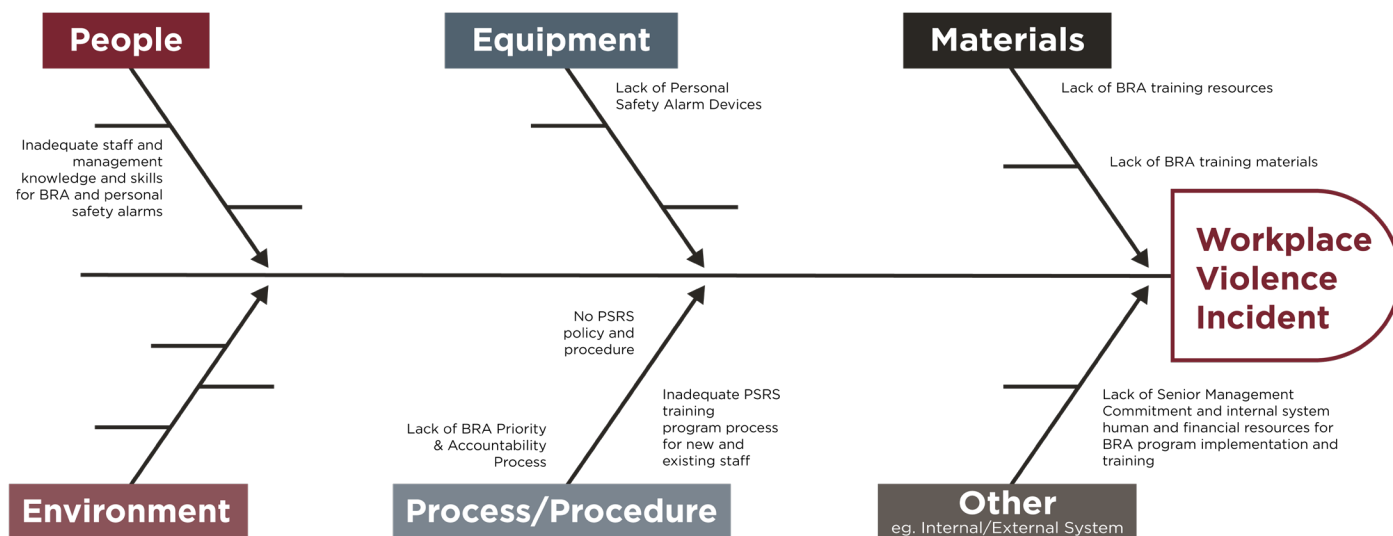 People
Equipment
Materials
Lack of Personal
Safety Alarm Devices
Lack of BRA training resources
Inadequate staff and
management
knowledge and skills
for BRA and personal
safety alarms
Lack of BRA training materials
Workplace
Violence
Incident
No PSRS
policy and
procedure
Lack of BRA Priority
& Accountability
Process
Inadequate PSRS
training
program process
for new and
existing staff
Lack of Senior Management
Commitment and internal system
human and financial resources for
BRA program implementation and
training
Environment
Process/Procedure
Other
eg. Internal/External System